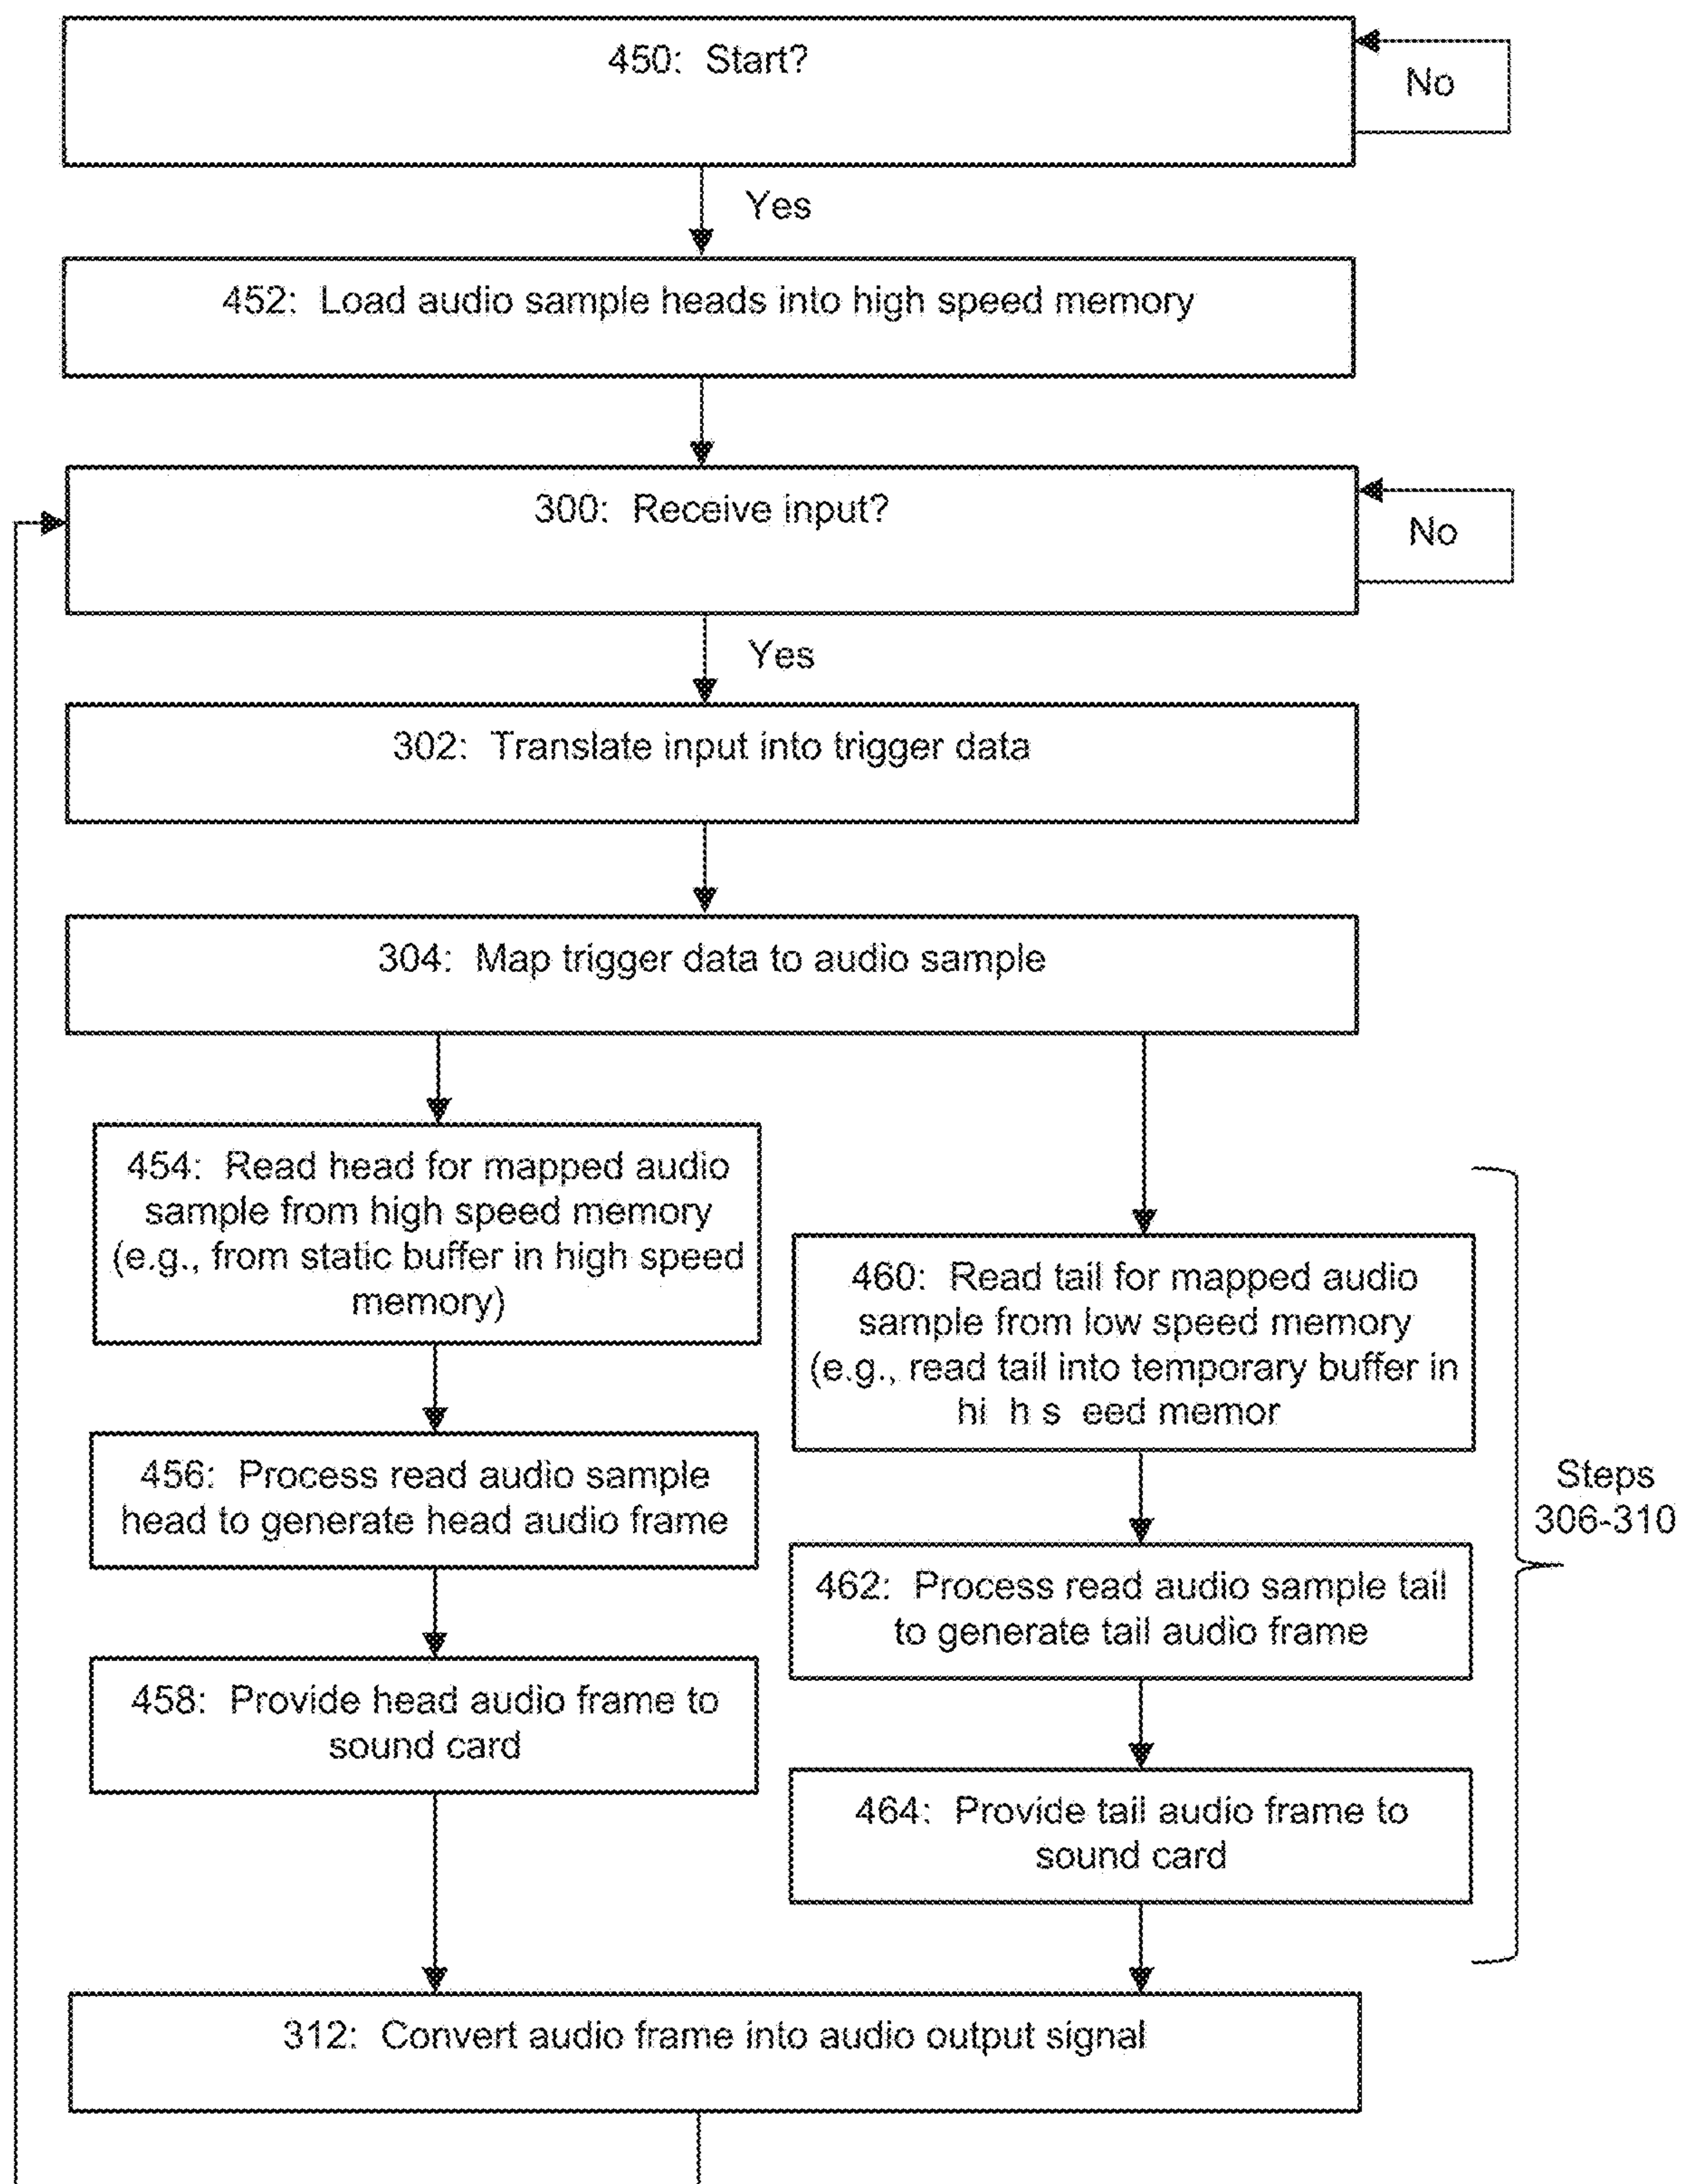 450: Start?
No
Yes
452: Load audio sample heads into high speed memory
300: Receive input?
No
Yes
302: Translate input into trigger data
304: Map trigger data to audio sample
454: Read head for mapped audio
sample from high speed memory
(e.g., from static buffer in high speed
memory)
456: Process read audio sample
head to generate head audio frame
458: Provide head audio frame to
sound card
460: Read tail for mapped audio
sample from low speed memory
(e.g., read tail into temporary buffer in
hi h s eed memor
462: Process read audio sample tail
to generate tail audio frame
464: Provide tail audio frame to
sound card
Steps
306-310
312: Convert audio frame into audio output signal